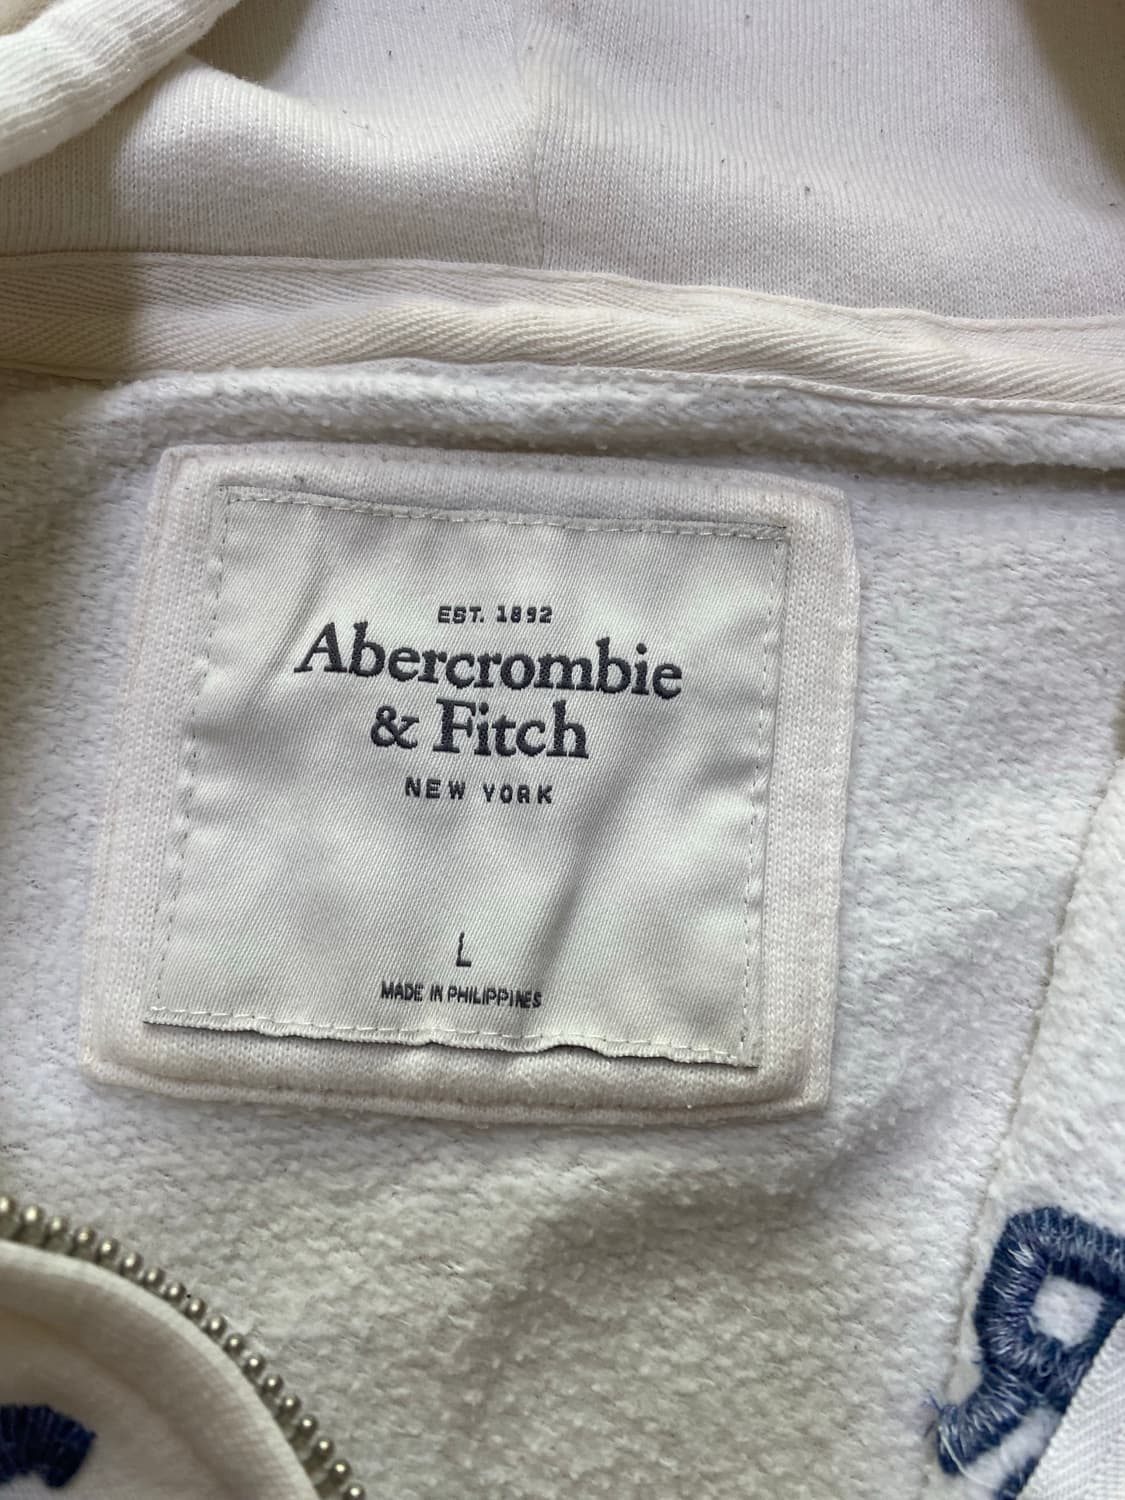 EST. 1892
Abercrombie
& Fitch
NEW YORK
L
MADE IN PHILIPPINES